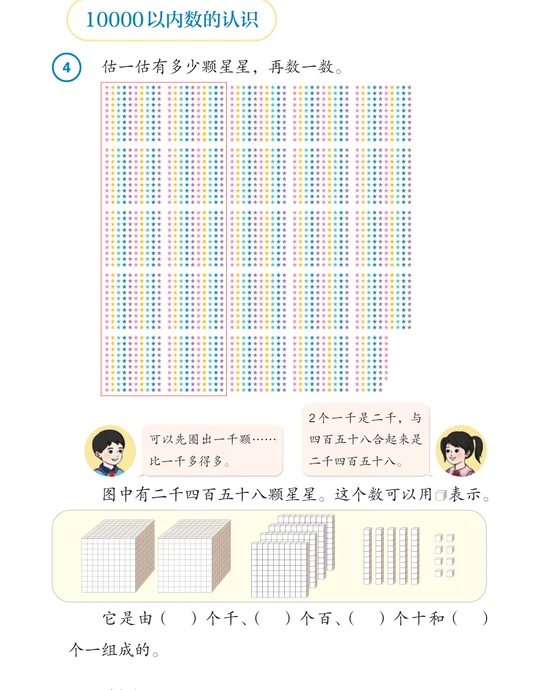 10000以内数的认识
4 估一估有多少颗星星，再数一数。
2个一千是二千，与
四百五十八合起来是
二千四百五十八。
可以先圈出一千颗……
比一千多得多。
图中有二千四百五十八颗星星。这个数可以用表示。
它是由（ ）个千、（ ）个百、（ ）个十和（ ）
个一组成的。